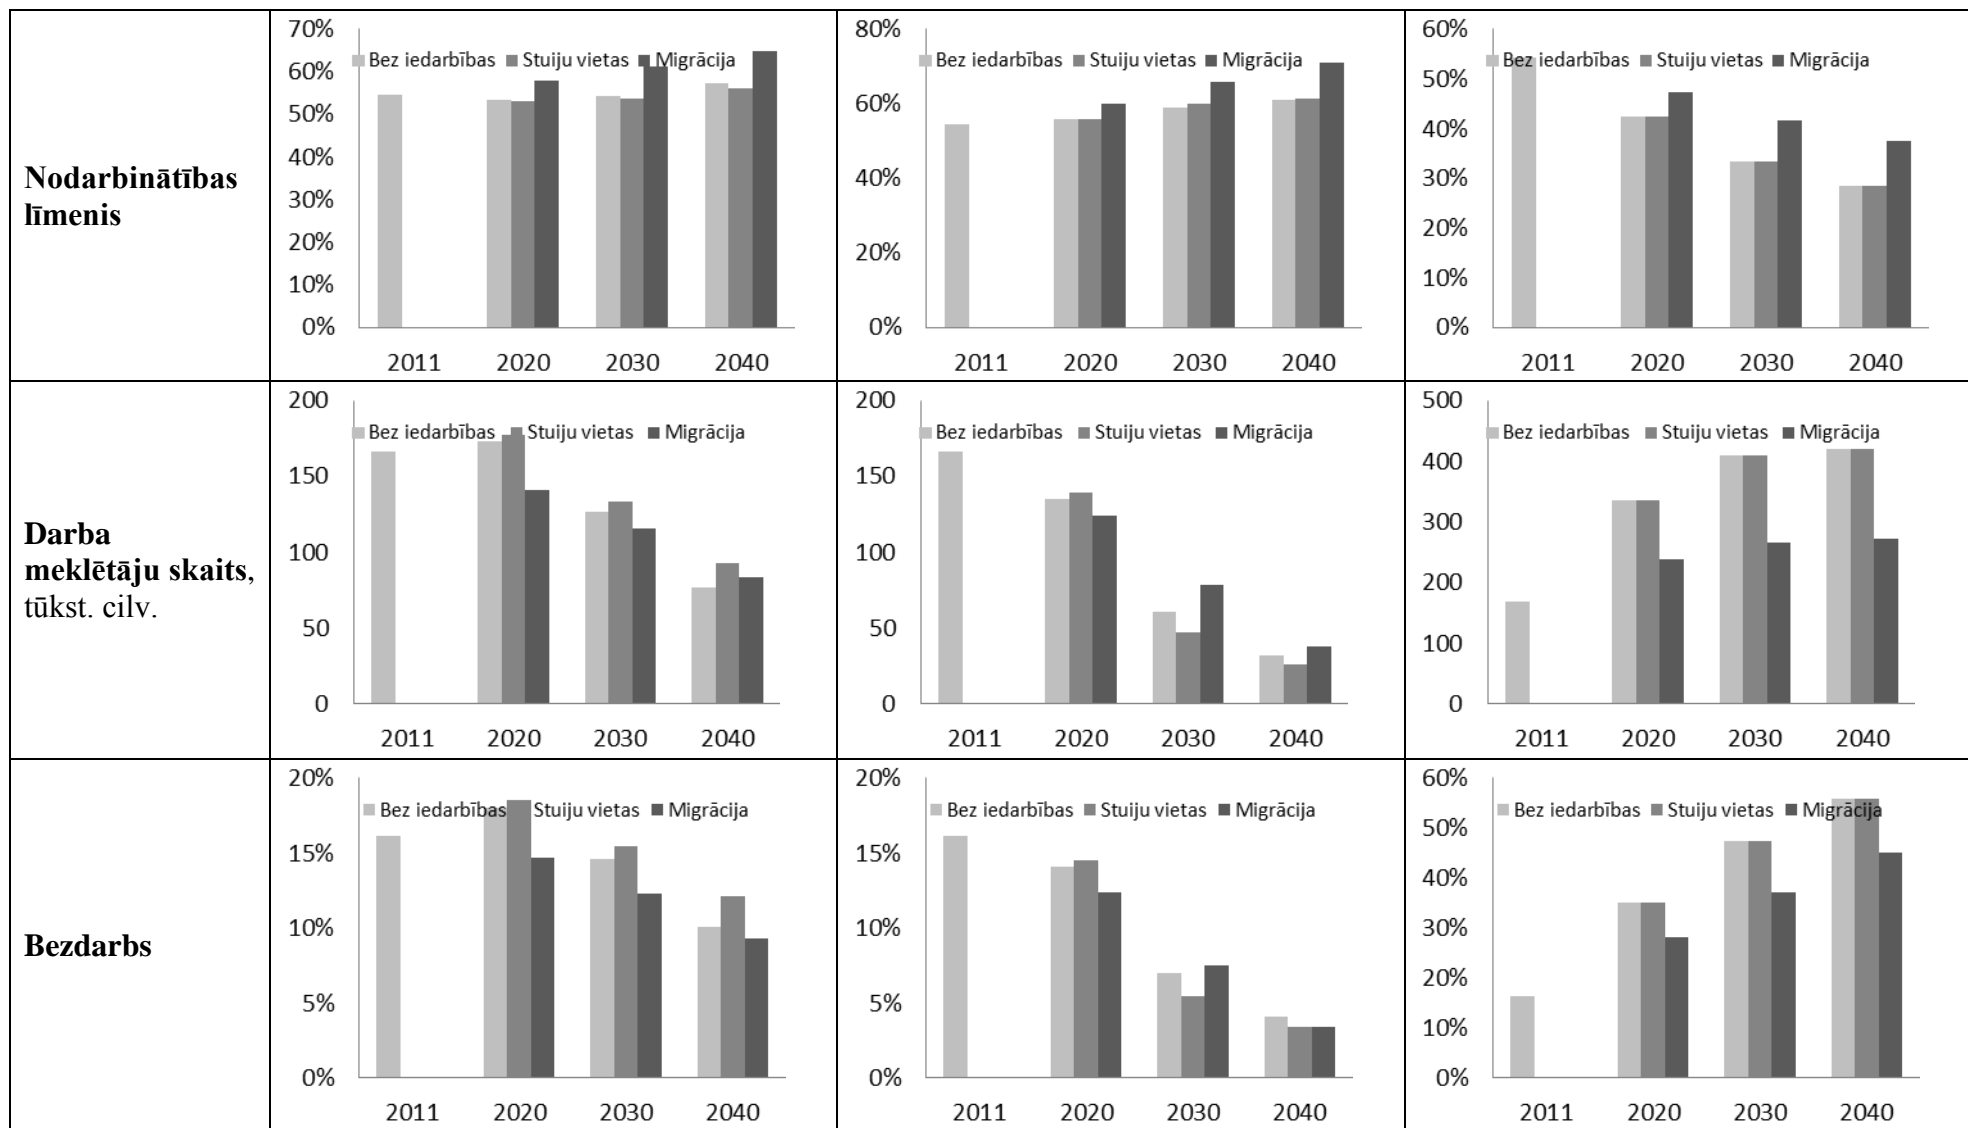 Nodarbinātības
līmenis
70%
60%
50%
40%
30%
20%
10%
0%
Bez iedarbības Stuiju vietas Migrācija
2011 2020 2030 2040
80%
60%
40%
20%
0%
Bez iedarbības Stuiju vietas Migrācija
2011 2020 2030 2040
60%
50%
40%
30%
20%
10%
0%
Bez iedarbības Stuiju vietas Migrācija
2011 2020 2030 2040
Darba
meklētāju skaits,
tūkst. cilv.
200
150
100
50
0
Bez iedarbības Stuiju vietas Migrācija
2011 2020 2030 2040
200
150
100
50
0
Bez iedarbības Stuiju vietas Migrācija
2011 2020 2030 2040
500
400
300
200
100
0
Bez iedarbības Stuiju vietas Migrācija
2011 2020 2030 2040
Bezdarbs
20%
15%
10%
5%
0%
Bez iedarbības Stuiju vietas Migrācija
2011 2020 2030 2040
20%
15%
10%
5%
0%
Bez iedarbības Stuiju vietas Migrācija
2011 2020 2030 2040
60%
50%
40%
30%
20%
10%
0%
Bez iedarbības Stuiju vietas Migrācija
2011 2020 2030 2040